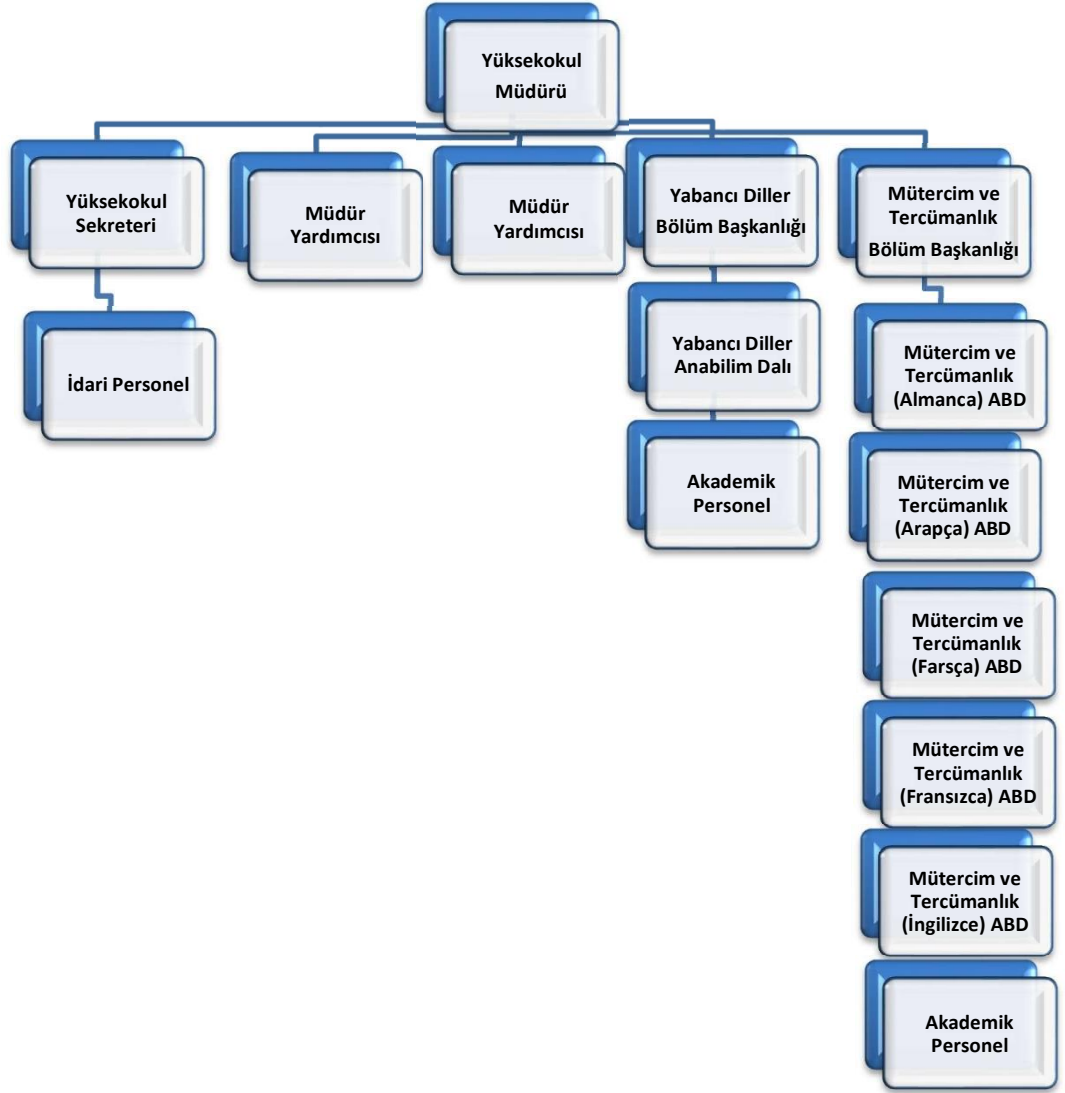 Yüksekokul
Müdürü
Yüksekokul
Sekreteri
Müdür
Yardımcısı
Müdür
Yardımcısı
Yabancı Diller
Bölüm Başkanlığı
Mütercim ve
Tercümanlık
Bölüm Başkanlığı
İdari Personel
Yabancı Diller
Anabilim Dalı
Akademik
Personel
Mütercim ve
Tercümanlık
(Almanca) ABD
Mütercim ve
Tercümanlık
(Arapça) ABD
Mütercim ve
Tercümanlık
(Farsça) ABD
Mütercim ve
Tercümanlık
(Fransızca) ABD
Mütercim ve
Tercümanlık
(İngilizce) ABD
Akademik
Personel